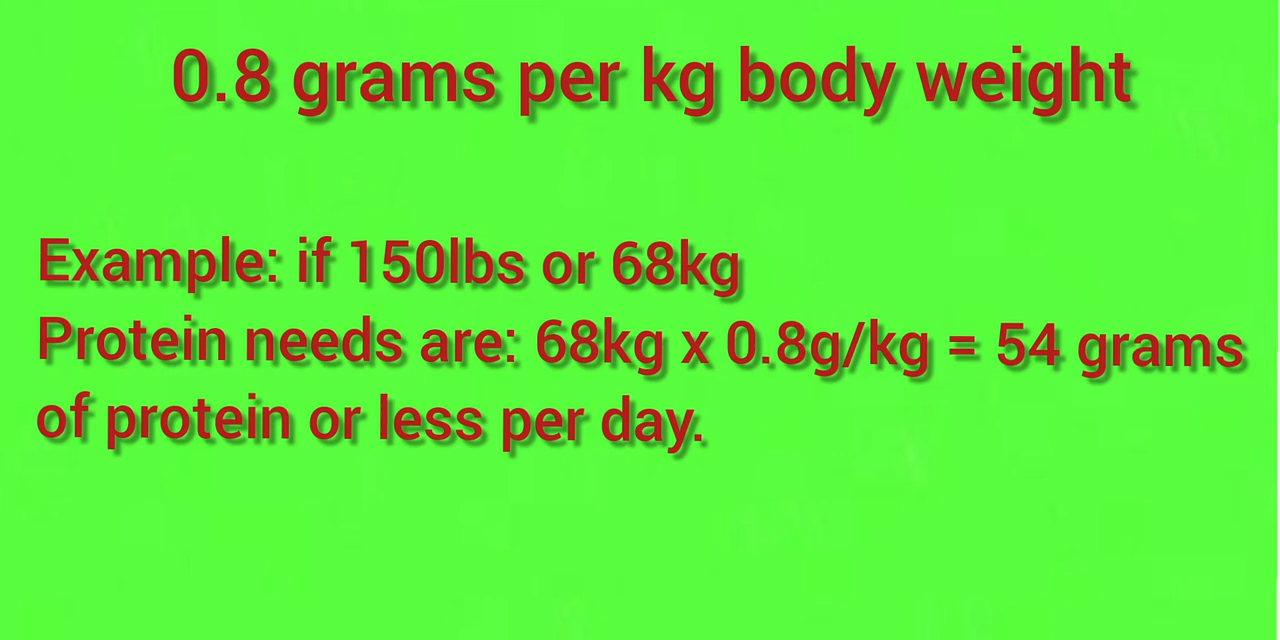 0.8 grams per kg body weight
Example: if 150lbs or 68kg
Protein needs are: 68kg x 0.8g/kg = 54 grams
of protein or less per day.